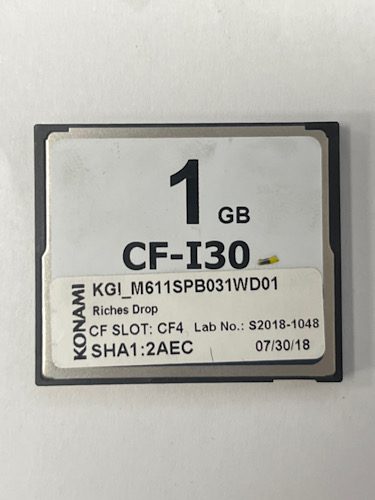 1 GB
CF-I30
KONAMI
KGI_M611SPB031WD01
Riches Drop
CF SLOT: CF4 Lab No.: S2018-1048
SHA1:2AEC 07/30/18